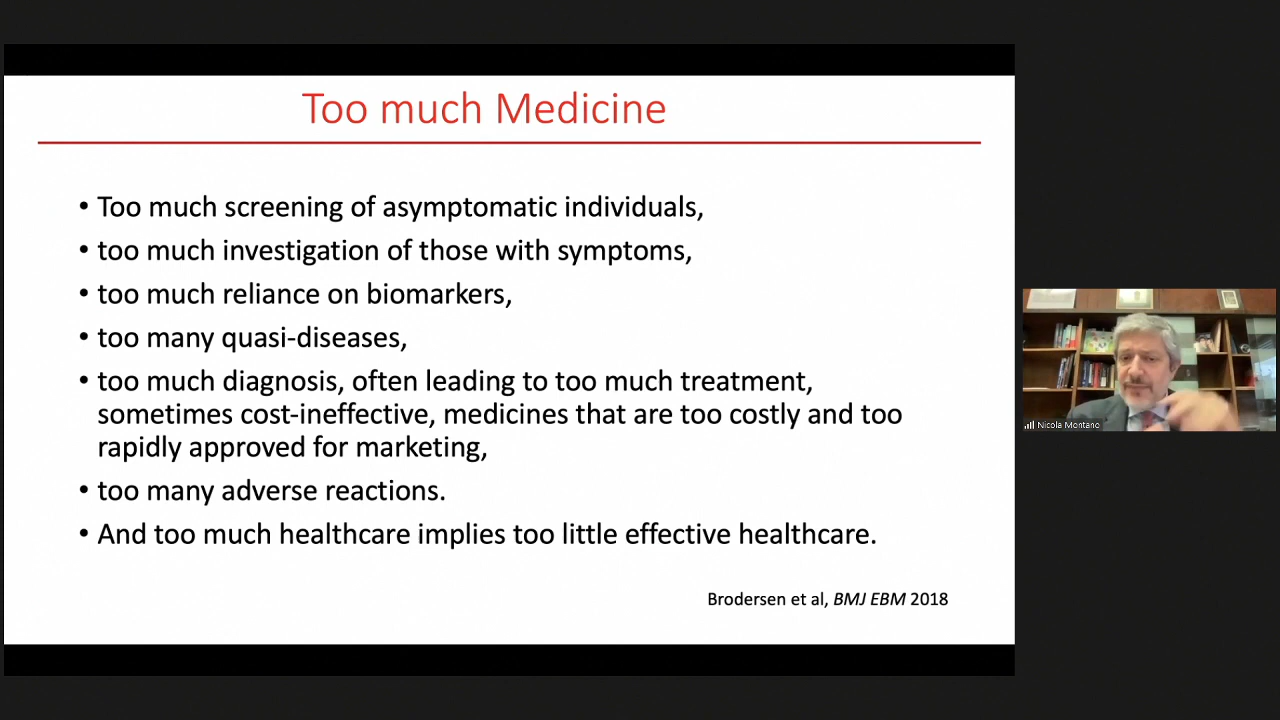 Too much Medicine
• Too much screening of asymptomatic individuals,
• too much investigation of those with symptoms,
• too much reliance on biomarkers,
• too many quasi-diseases,
• too much diagnosis, often leading to too much treatment,
sometimes cost-ineffective, medicines that are too costly and too
rapidly approved for marketing,
• too many adverse reactions.
• And too much healthcare implies too little effective healthcare.
Brodersen et al, BMJ EBM 2018
Nicola Montano